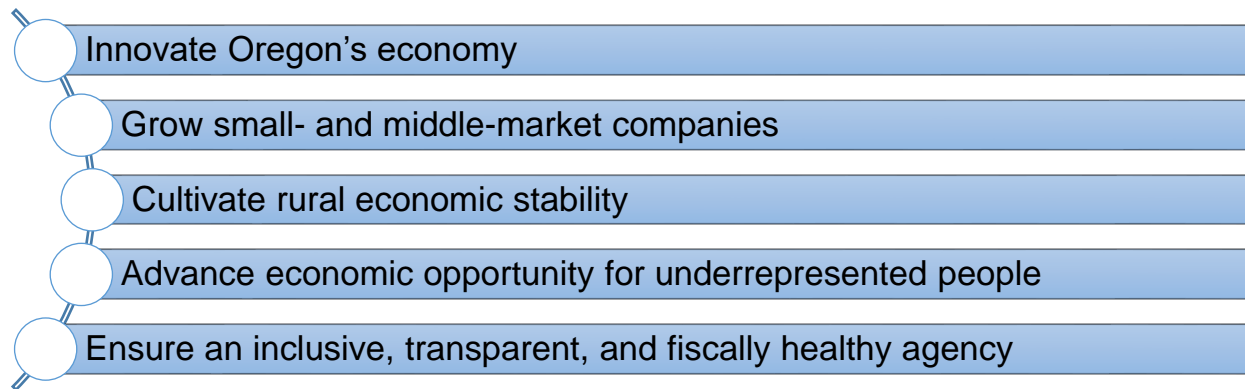 Innovate Oregon’s economy
Grow small- and middle-market companies
Cultivate rural economic stability
Advance economic opportunity for underrepresented people
Ensure an inclusive, transparent, and fiscally healthy agency